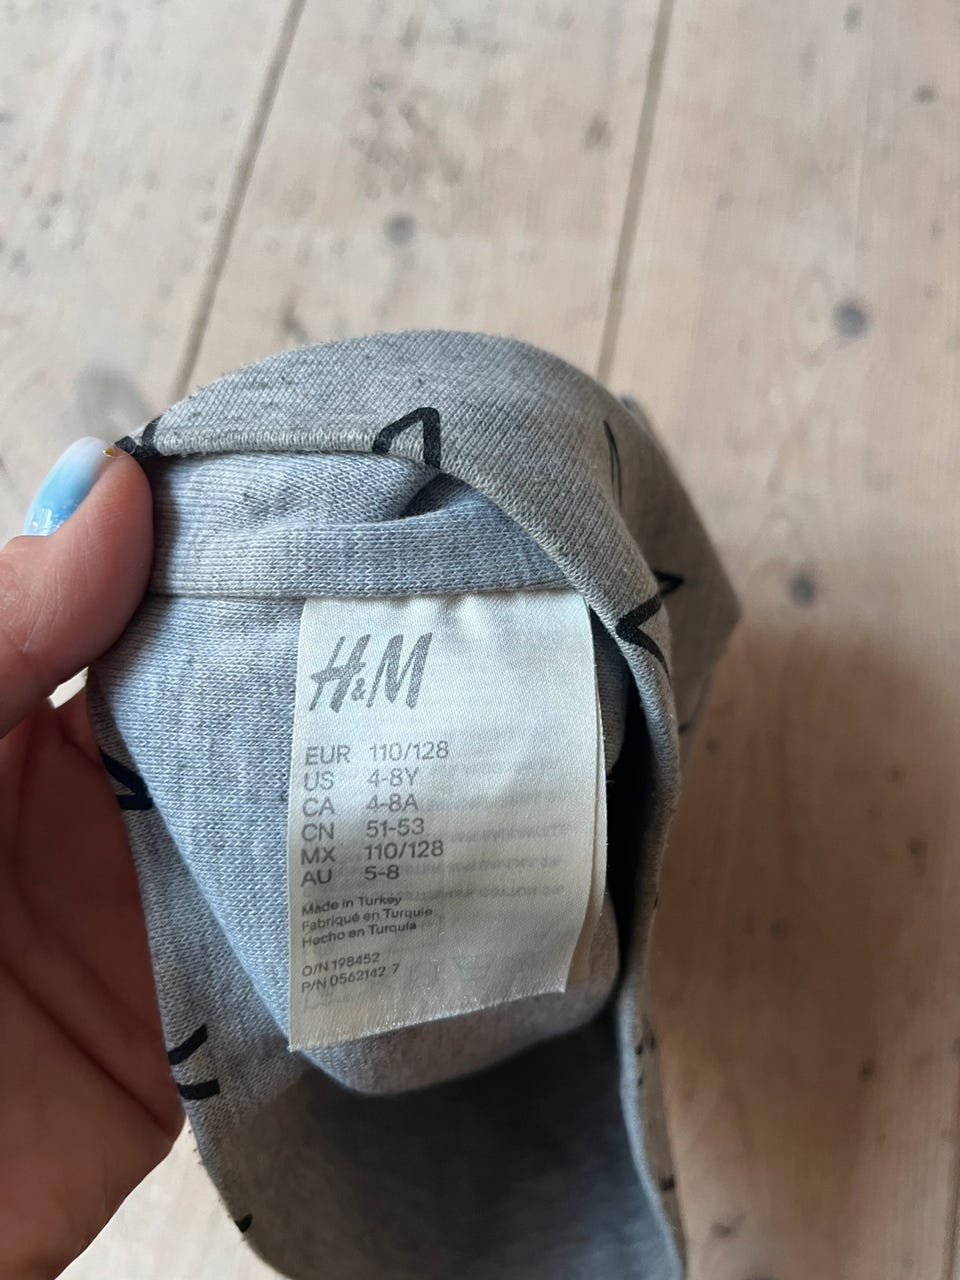 H&M
EUR 110/128
US 4-8Y
CA 4-8A
CN 51-53
MX 110/128
AU 5-8
Made in Turkey
Fabriqué en Turquie
Hecho en Turquía
O/N 198452
P/N 0562142 7